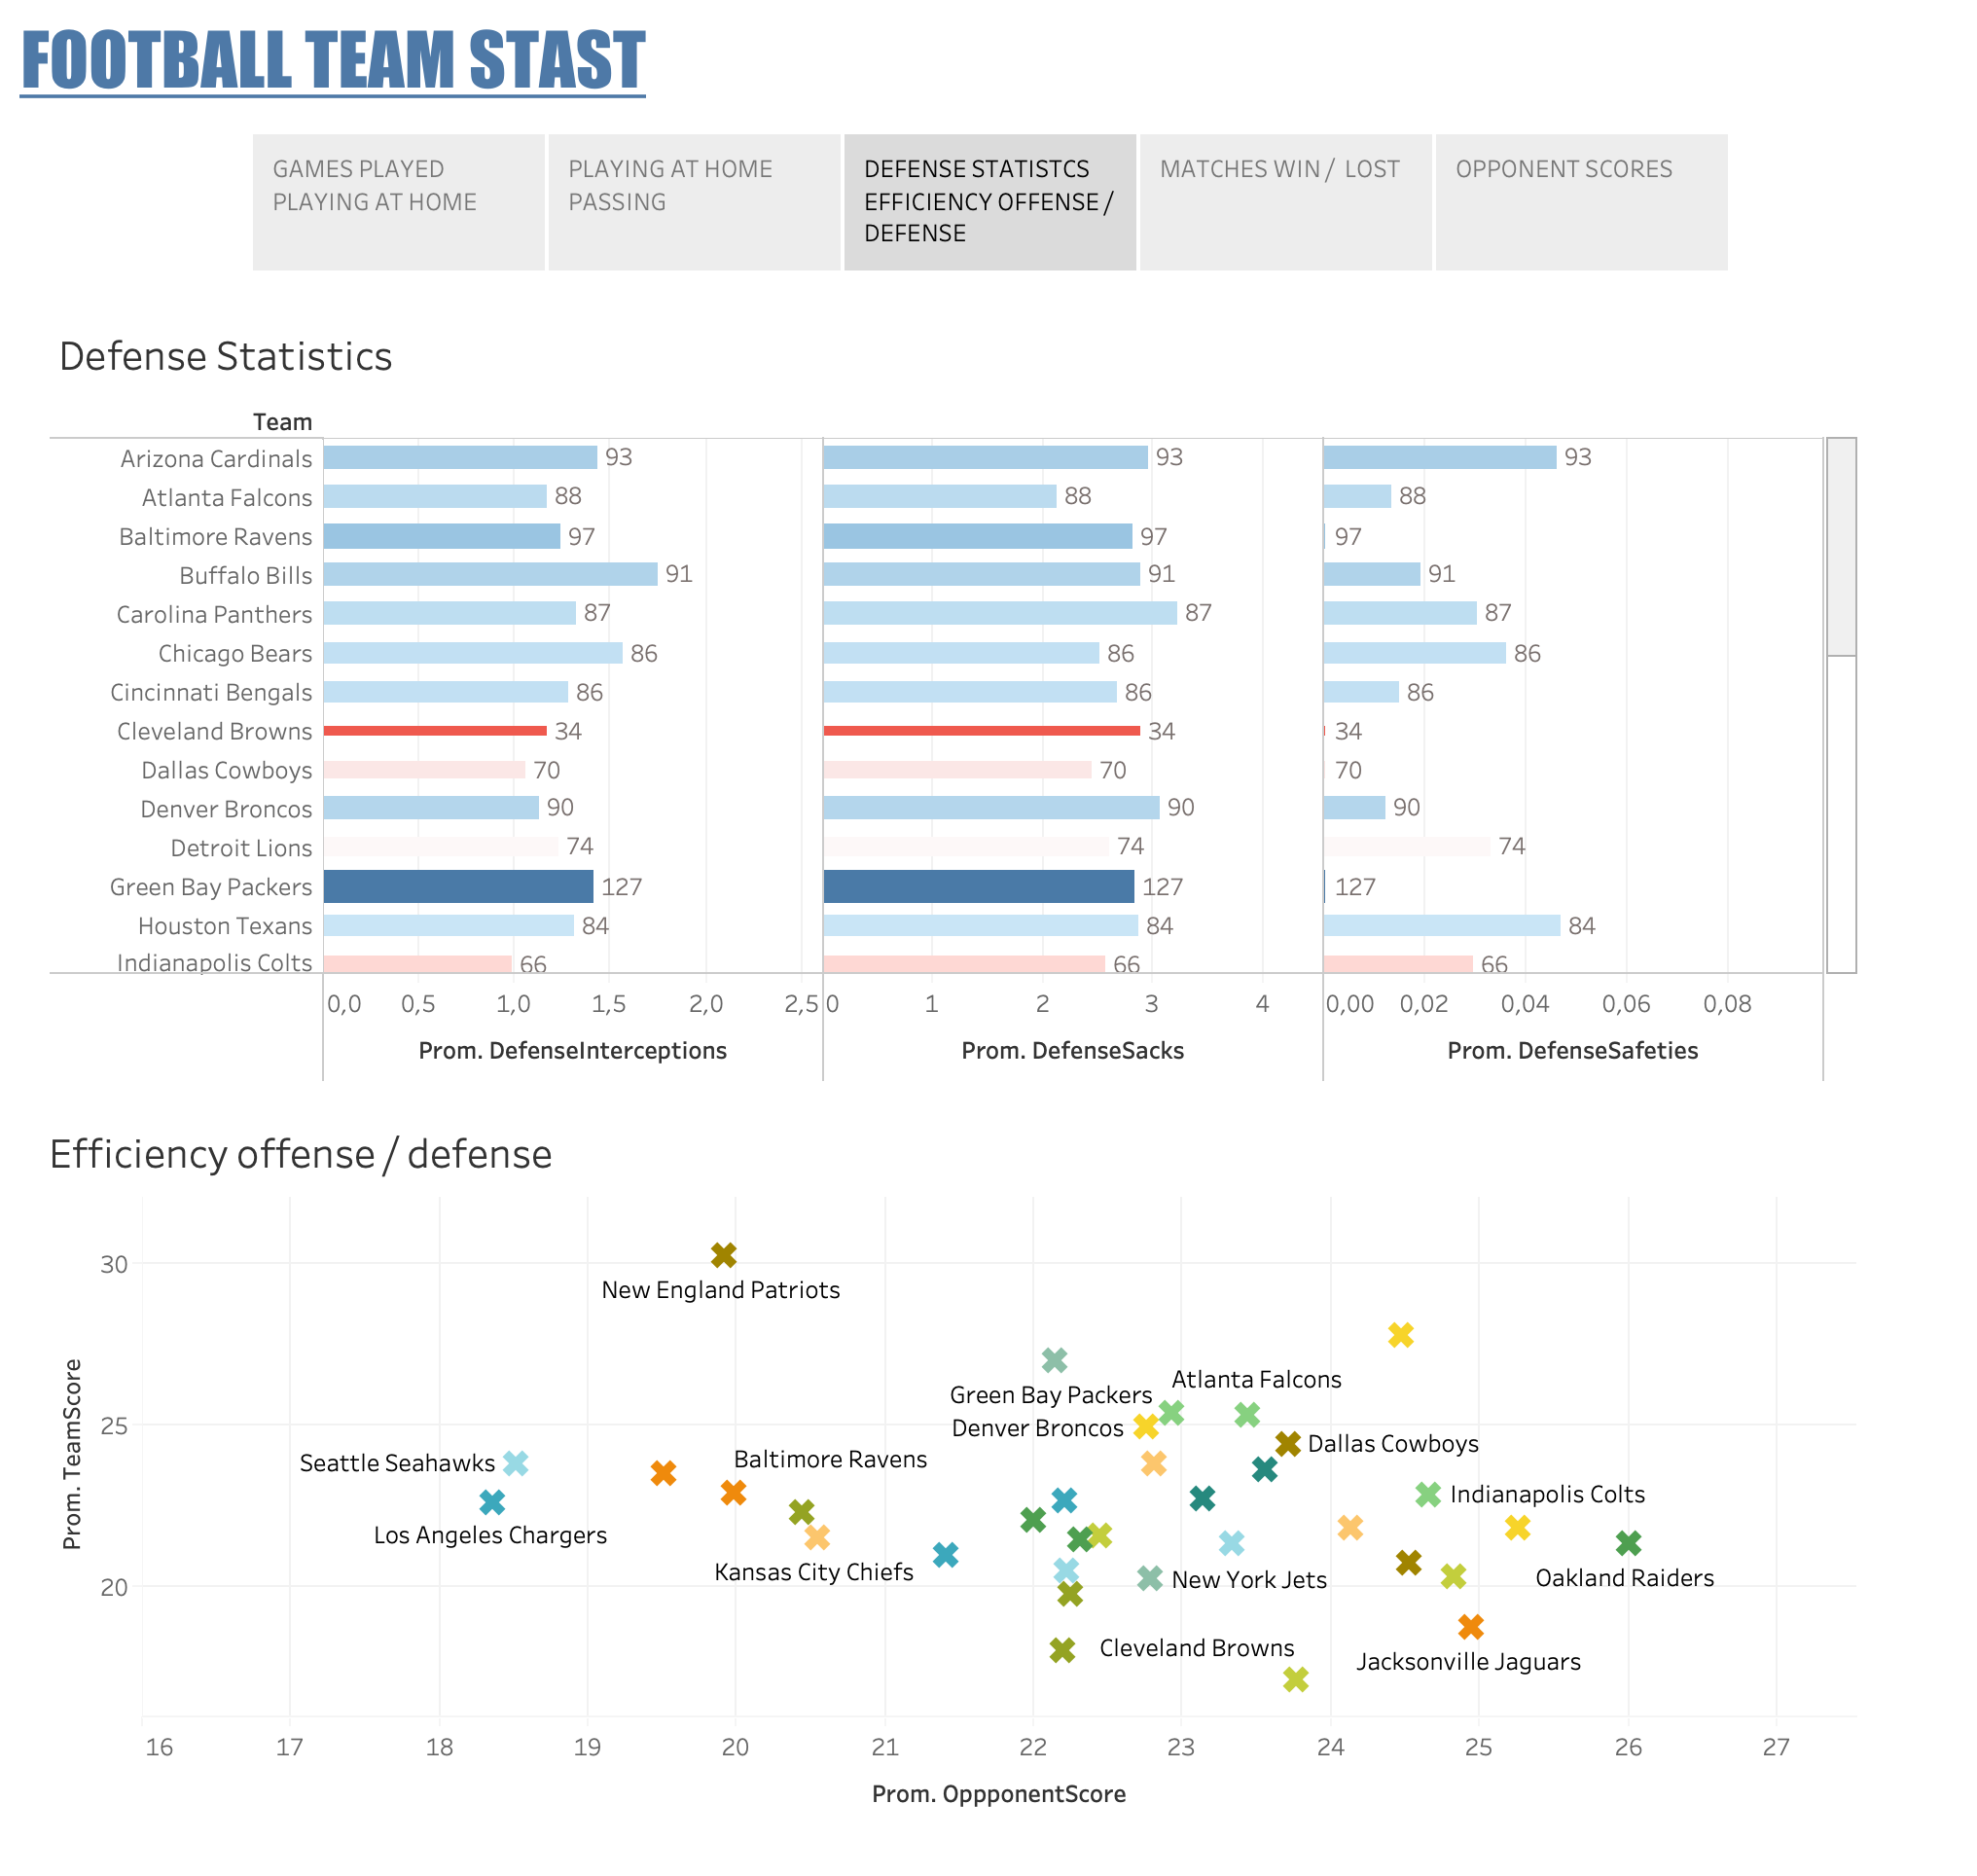 FOOTBALL TEAM STAST
GAMES PLAYED
PLAYING AT HOME
PLAYING AT HOME
PASSING
DEFENSE STATISTCS
EFFICIENCY OFFENSE /
DEFENSE
MATCHES WIN / LOST
OPPONENT SCORES
Defense Statistics
Team
Arizona Cardinals 93 93 93
Atlanta Falcons 88 88 88
Baltimore Ravens 97 97 97
Buffalo Bills 91 91 91
Carolina Panthers 87 87 87
Chicago Bears 86 86 86
Cincinnati Bengals 86 86 86
Cleveland Browns 34 34 34
Dallas Cowboys 70 70 70
Denver Broncos 90 90 90
Detroit Lions 74 74 74
Green Bay Packers 127 127 127
Houston Texans 84 84 84
Indianapolis Colts 66 66 66
0,0 0,5 1,0 1,5 2,0 2,5 0 1 2 3 4 0,00 0,02 0,04 0,06 0,08
Prom. DefenseInterceptions Prom. DefenseSacks Prom. DefenseSafeties
Efficiency offense / defense
Prom. TeamScore
30
25
20
New England Patriots
Atlanta Falcons
Green Bay Packers
Denver Broncos
Dallas Cowboys
Baltimore Ravens
Seattle Seahawks
Indianapolis Colts
Los Angeles Chargers
Kansas City Chiefs
New York Jets
Oakland Raiders
Cleveland Browns
Jacksonville Jaguars
16 17 18 19 20 21 22 23 24 25 26 27
Prom. OppponentScore